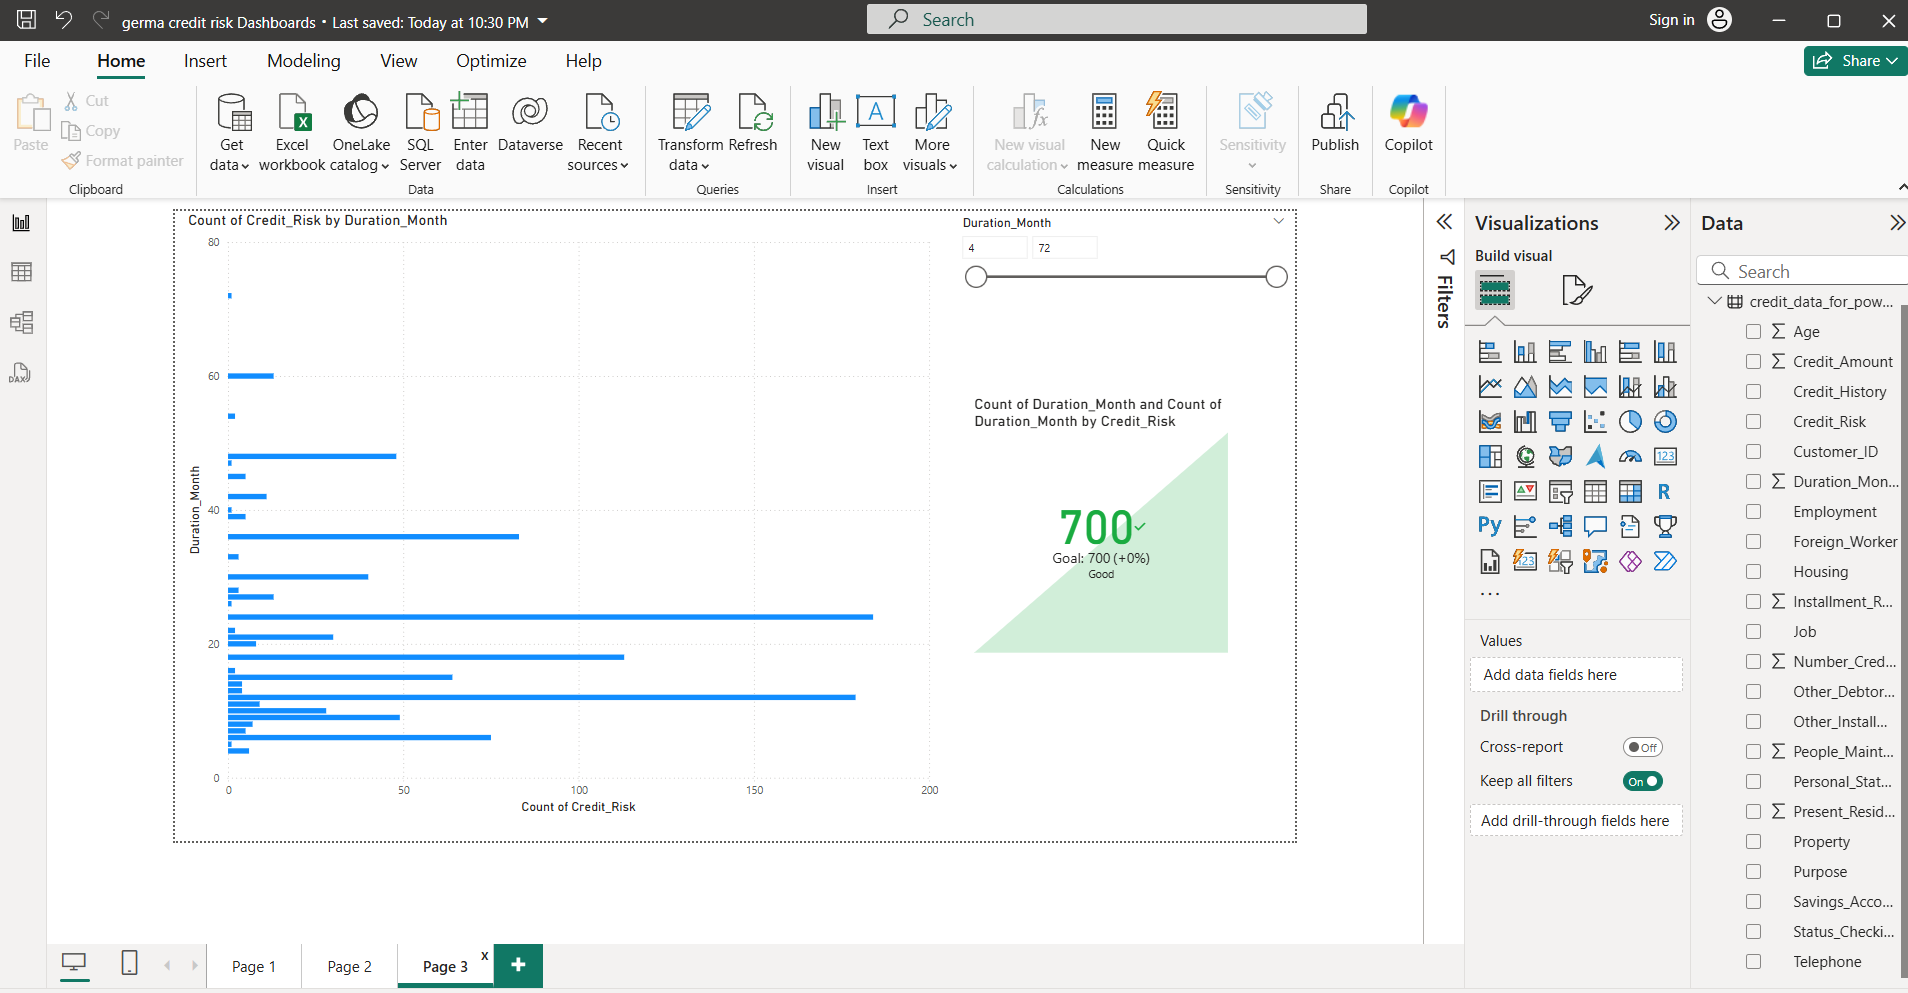 germa credit risk Dashboards • Last saved: Today at 10:30 PM
Search
Sign in
File
Home
Insert
Modeling
View
Optimize
Help
Share
Paste
Cut
Copy
Format painter
Clipboard
Get data
Excel workbook
OneLake catalog
SQL Server
Enter data
Dataverse
Recent sources
Data
Transform data
Refresh
Queries
New visual
Text box
More visuals
Insert
New visual calculation
New measure
Quick measure
Calculations
Sensitivity
Sensitivity
Publish
Share
Copilot
Copilot
DAX
Count of Credit_Risk by Duration_Month
80
60
40
20
0
Duration_Month
0
50
100
150
200
Count of Credit_Risk
Duration_Month
4
72
Count of Duration_Month and Count of
Duration_Month by Credit_Risk
700
Goal: 700 (+0%)
Good
Filters
Visualizations
Build visual
123
R
Py
123
...
Values
Add data fields here
Drill through
Cross-report
Off
Keep all filters
On
Add drill-through fields here
Data
Search
credit_data_for_pow...
Age
Credit_Amount
Credit_History
Credit_Risk
Customer_ID
Duration_Mon...
Employment
Foreign_Worker
Housing
Installment_R...
Job
Number_Cred...
Other_Debtor...
Other_Install...
People_Maint...
Personal_Stat...
Present_Resid...
Property
Purpose
Savings_Acco...
Status_Checki...
Telephone
Page 1
Page 2
Page 3
x
+